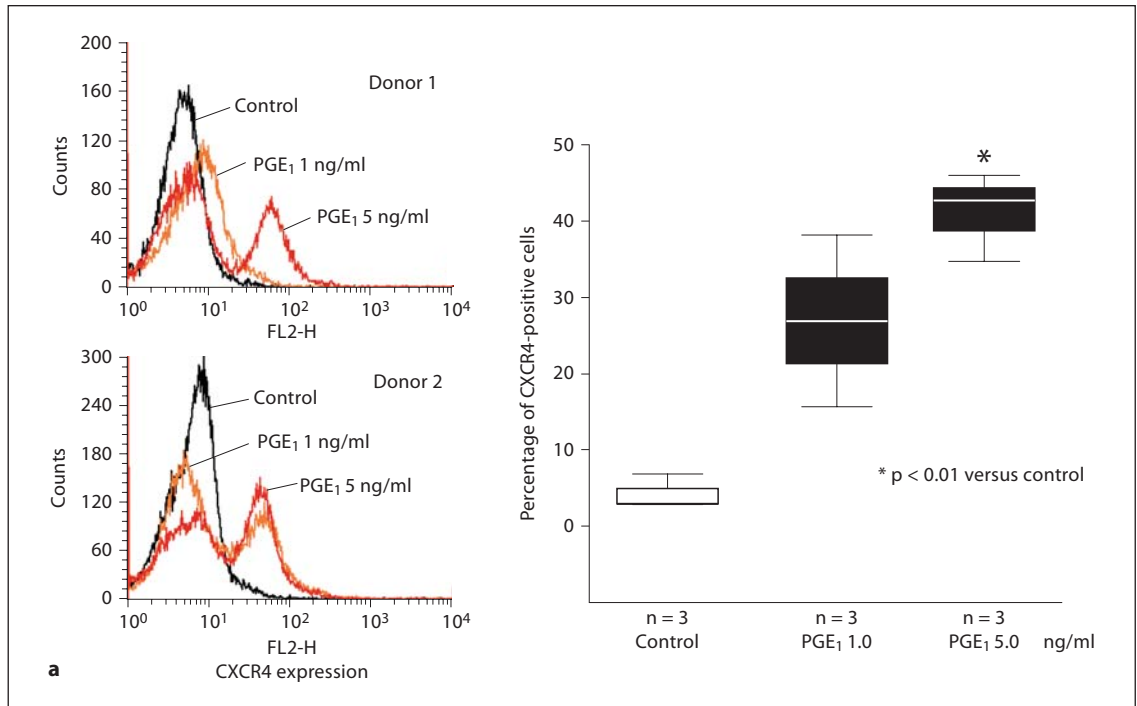 200
160
120
80
40
0
Counts
Donor 1
Control
PGE₁ 1 ng/ml
PGE₁ 5 ng/ml
10⁰ 10¹ 10² 10³ 10⁴
FL2-H
300
240
180
120
60
0
Counts
Donor 2
Control
PGE₁ 1 ng/ml
PGE₁ 5 ng/ml
10⁰ 10¹ 10² 10³ 10⁴
FL2-H
CXCR4 expression
a
50
40
30
20
10
0
Percentage of CXCR4-positive cells
*
* p < 0.01 versus control
n = 3 n = 3 n = 3
Control PGE₁ 1.0 PGE₁ 5.0 ng/ml